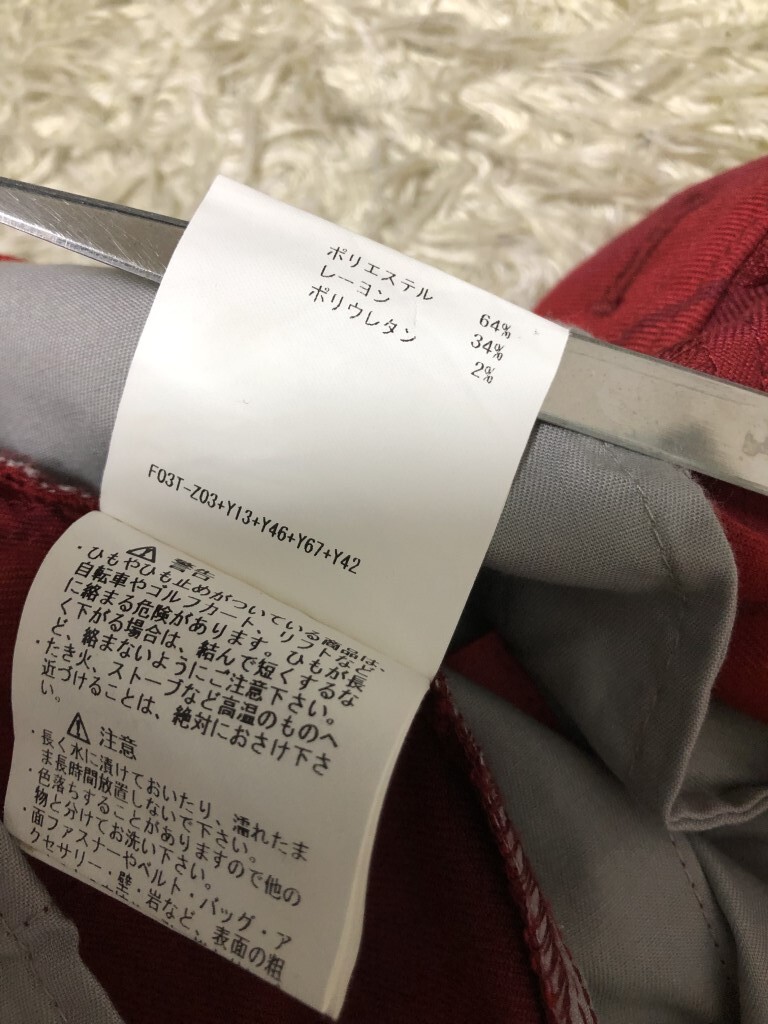 ポリエステル 64%
レーヨン 34%
ポリウレタン 2%
F03T-Z03+Y13+Y46+Y67+Y42
警告
・ひもやひも止めがついている商品は、
自転車やゴルフカート、リフトなど
に絡まる危険があります。ひもが長
く下がる場合は、結んで短くするな
ど、絡まないようにご注意下さい。
・たき火、ストーブなど高温のものへ
近づけることは、絶対におさけ下さ
い。
注意
・長く水に漬けておいたり、濡れたま
ま長時間放置しないで下さい。
・色落ちすることがありますので他の
物と分けてお洗い下さい。
・面ファスナーやベルト・バッグ・ア
クセサリー・壁・岩など、表面の粗